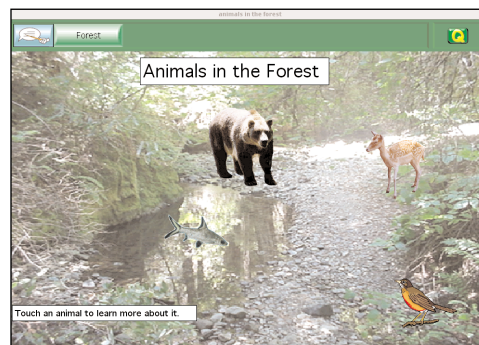 animals in the forest
Forest
Q
Animals in the Forest
Touch an animal to learn more about it.